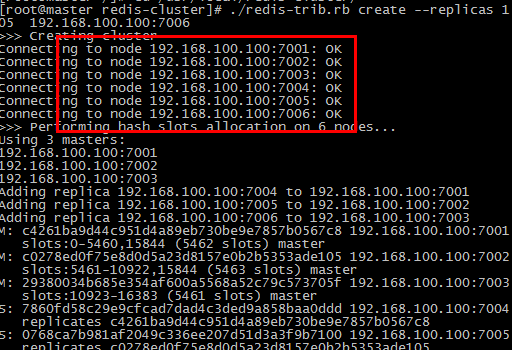 [root@master redis-cluster]# ./redis-trib.rb create --replicas 1
05 192.168.100.100:7006
>>> Creating cluster
Connecting to node 192.168.100.100:7001: OK
Connecting to node 192.168.100.100:7002: OK
Connecting to node 192.168.100.100:7003: OK
Connecting to node 192.168.100.100:7004: OK
Connecting to node 192.168.100.100:7005: OK
Connecting to node 192.168.100.100:7006: OK
>>> Performing hash slots allocation on 6 nodes...
Using 3 masters:
192.168.100.100:7001
192.168.100.100:7002
192.168.100.100:7003
Adding replica 192.168.100.100:7004 to 192.168.100.100:7001
Adding replica 192.168.100.100:7005 to 192.168.100.100:7002
Adding replica 192.168.100.100:7006 to 192.168.100.100:7003
M: c4261ba9d44c951d4a89eb730be9e7857b0567c8 192.168.100.100:7001
slots:0-5460,15844 (5462 slots) master
M: c0278ed0f75e8d0d5a23d8157e0b2b5353ade105 192.168.100.100:7002
slots:5461-10922,15844 (5463 slots) master
M: 29380034b685e354af600a5568a52c79c573705f 192.168.100.100:7003
slots:10923-16383 (5461 slots) master
S: 7860fd58c29e9cfcad7dad4c3ded9a858baa0ddd 192.168.100.100:7004
replicates c4261ba9d44c951d4a89eb730be9e7857b0567c8
S: 0768ca7b981af2049c336ee207d51d3a3f9b7100 192.168.100.100:7005
replicates c0278ed0f75e8d0d5a23d8157e0b2b5353ade105